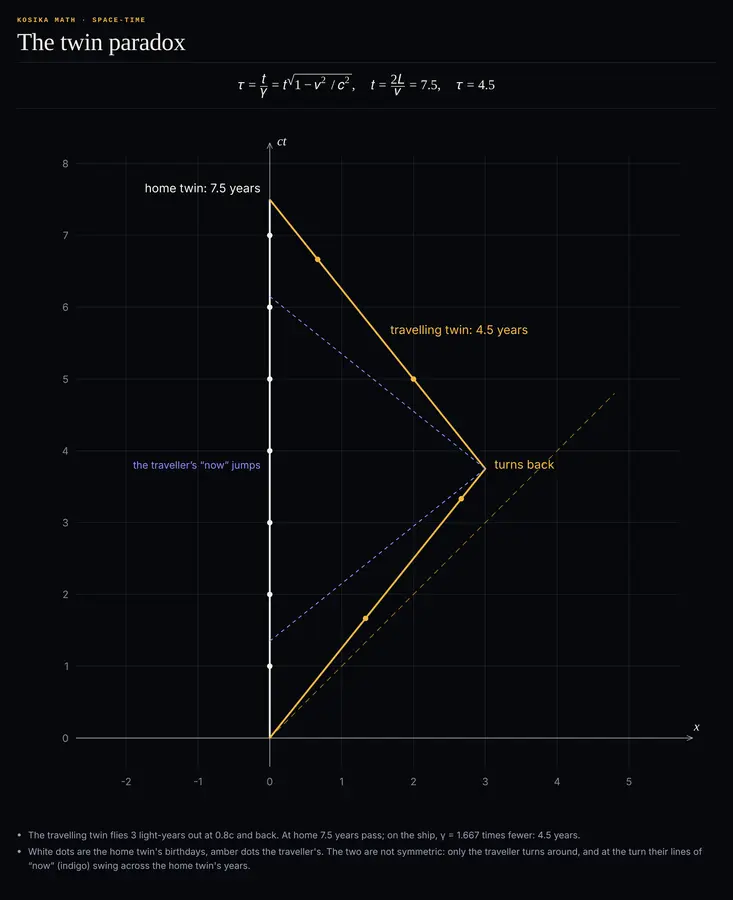 KOSIKA MATH · SPACE-TIME
The twin paradox
τ = t/γ = t√(1 − v² / c²),   t = 2L/v = 7.5,   τ = 4.5
ct
8
home twin: 7.5 years
7
6
travelling twin: 4.5 years
5
4
the traveller’s “now” jumps
turns back
3
2
1
0
x
-2 -1 0 1 2 3 4 5
• The travelling twin flies 3 light-years out at 0.8c and back. At home 7.5 years pass; on the ship, γ = 1.667 times fewer: 4.5 years.
• White dots are the home twin's birthdays, amber dots the traveller's. The two are not symmetric: only the traveller turns around, and at the turn their lines of
“now” (indigo) swing across the home twin's years.